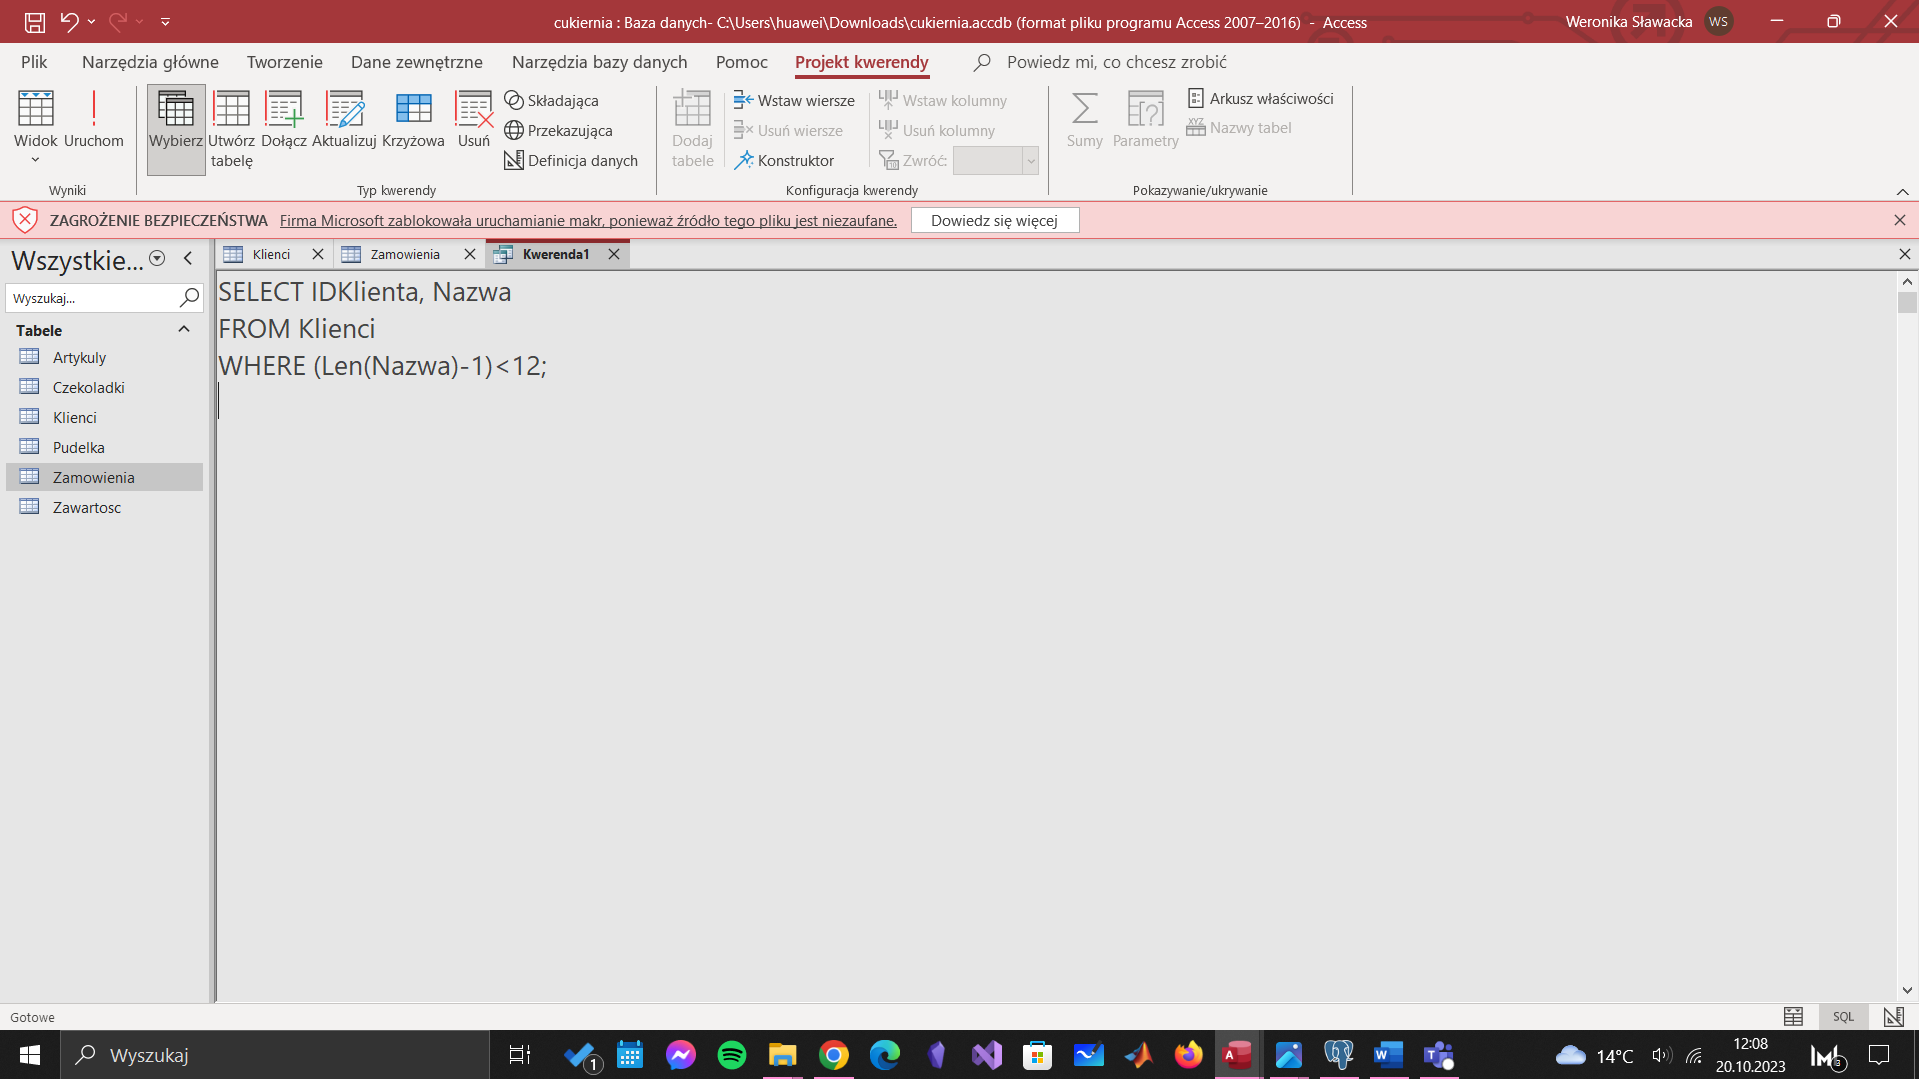 cukiernia : Baza danych- C:\Users\huawei\Downloads\cukiernia.accdb (format pliku programu Access 2007–2016) - Access
Weronika Sławacka WS
Plik Narzędzia główne Tworzenie Dane zewnętrzne Narzędzia bazy danych Pomoc Projekt kwerendy Powiedz mi, co chcesz zrobić
Widok
Uruchom
Wyniki
Wybierz
Utwórz tabelę
Dołącz
Aktualizuj
Krzyżowa
Usuń
Składająca
Przekazująca
Definicja danych
Typ kwerendy
Dodaj tabele
Wstaw wiersze
Usuń wiersze
Konstruktor
Wstaw kolumny
Usuń kolumny
Zwróć:
Konfiguracja kwerendy
Sumy
Parametry
Arkusz właściwości
Nazwy tabel
Pokazywanie/ukrywanie
ZAGROŻENIE BEZPIECZEŃSTWA Firma Microsoft zablokowała uruchamianie makr, ponieważ źródło tego pliku jest niezaufane. Dowiedz się więcej
Wszystkie...
Wyszukaj...
Tabele
Artykuly
Czekoladki
Klienci
Pudelka
Zamowienia
Zawartosc
Klienci Zamowienia Kwerenda1
SELECT IDKlienta, Nazwa
FROM Klienci
WHERE (Len(Nazwa)-1)<12;
Gotowe
SQL
Wyszukaj
1
14°C
12:08
20.10.2023
3